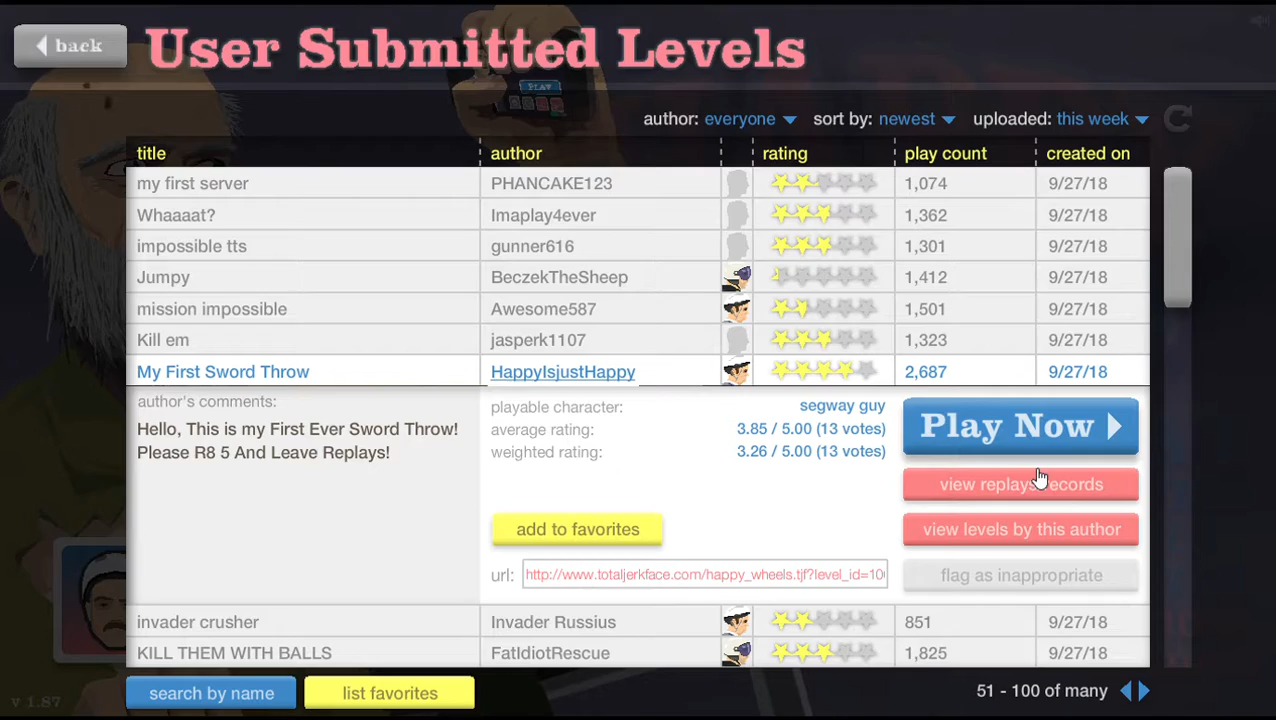 back
User Submitted Levels
PLAY
author: everyone sort by: newest uploaded: this week
title author rating play count created on
my first server PHANCAKE123 1,074 9/27/18
Whaaaat? Imaplay4ever 1,362 9/27/18
impossible tts gunner616 1,301 9/27/18
Jumpy BeczekTheSheep 1,412 9/27/18
mission impossible Awesome587 1,501 9/27/18
Kill em jasperk1107 1,323 9/27/18
My First Sword Throw HappyIsjustHappy 2,687 9/27/18
author's comments:
Hello, This is my First Ever Sword Throw!
Please R8 5 And Leave Replays!
playable character: segway guy
average rating: 3.85 / 5.00 (13 votes)
weighted rating: 3.26 / 5.00 (13 votes)
add to favorites
url: http://www.totaljerkface.com/happy_wheels.tjf?level_id=10
Play Now
view replays records
view levels by this author
flag as inappropriate
invader crusher Invader Russius 851 9/27/18
KILL THEM WITH BALLS FatIdiotRescue 1,825 9/27/18
search by name list favorites 51 - 100 of many
v 1.87